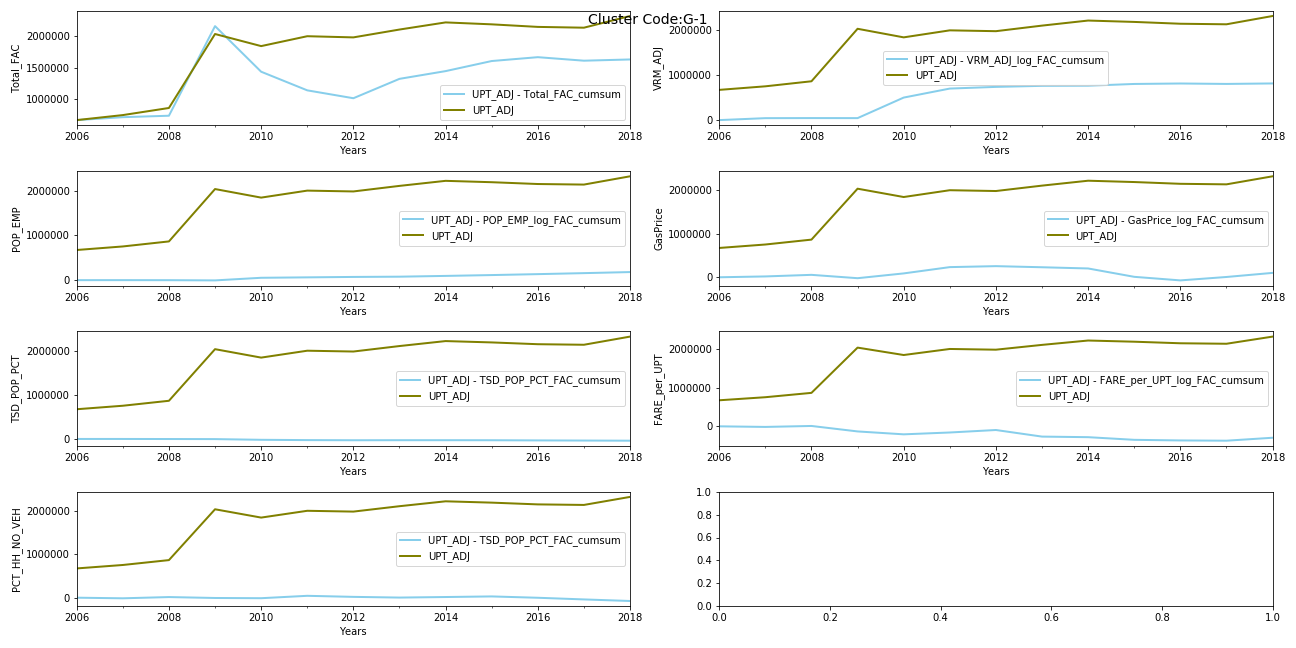 Cluster Code:G-1
Total_FAC
2000000
1500000
1000000
UPT_ADJ - Total_FAC_cumsum
UPT_ADJ
2006 2008 2010 2012 2014 2016 2018
Years
VRM_ADJ
2000000
1000000
0
UPT_ADJ - VRM_ADJ_log_FAC_cumsum
UPT_ADJ
2006 2008 2010 2012 2014 2016 2018
Years
POP_EMP
2000000
1000000
0
UPT_ADJ - POP_EMP_log_FAC_cumsum
UPT_ADJ
2006 2008 2010 2012 2014 2016 2018
Years
GasPrice
2000000
1000000
0
UPT_ADJ - GasPrice_log_FAC_cumsum
UPT_ADJ
2006 2008 2010 2012 2014 2016 2018
Years
TSD_POP_PCT
2000000
1000000
0
UPT_ADJ - TSD_POP_PCT_FAC_cumsum
UPT_ADJ
2006 2008 2010 2012 2014 2016 2018
Years
FARE_per_UPT
2000000
1000000
0
UPT_ADJ - FARE_per_UPT_log_FAC_cumsum
UPT_ADJ
2006 2008 2010 2012 2014 2016 2018
Years
PCT_HH_NO_VEH
2000000
1000000
0
UPT_ADJ - TSD_POP_PCT_FAC_cumsum
UPT_ADJ
2006 2008 2010 2012 2014 2016 2018
Years
1.0
0.8
0.6
0.4
0.2
0.0
0.0 0.2 0.4 0.6 0.8 1.0